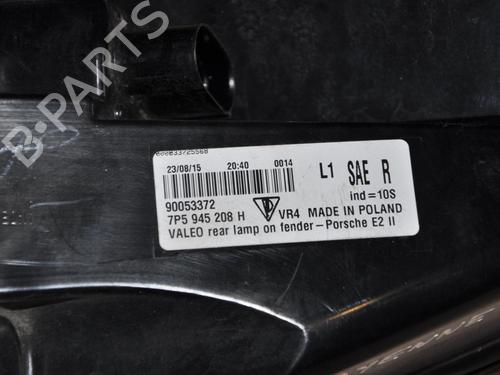 B-PARTS
23/08/15 20:40 0014
L1 SAE R
ind=10S
90053372
7P5 945 208 H VR4 MADE IN POLAND
VALEO rear lamp on fender-Porsche E2 II